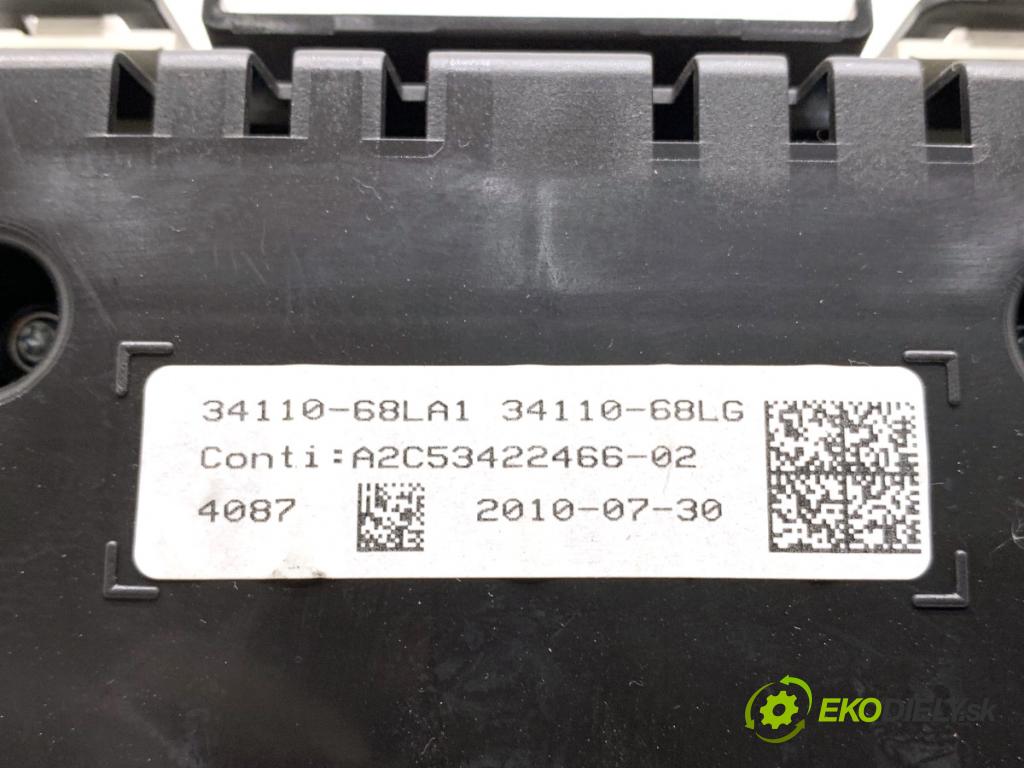 34110-68LA1 34110-68LG
Conti:A2C53422466-02
4087 2010-07-30
EKODIELY.sk